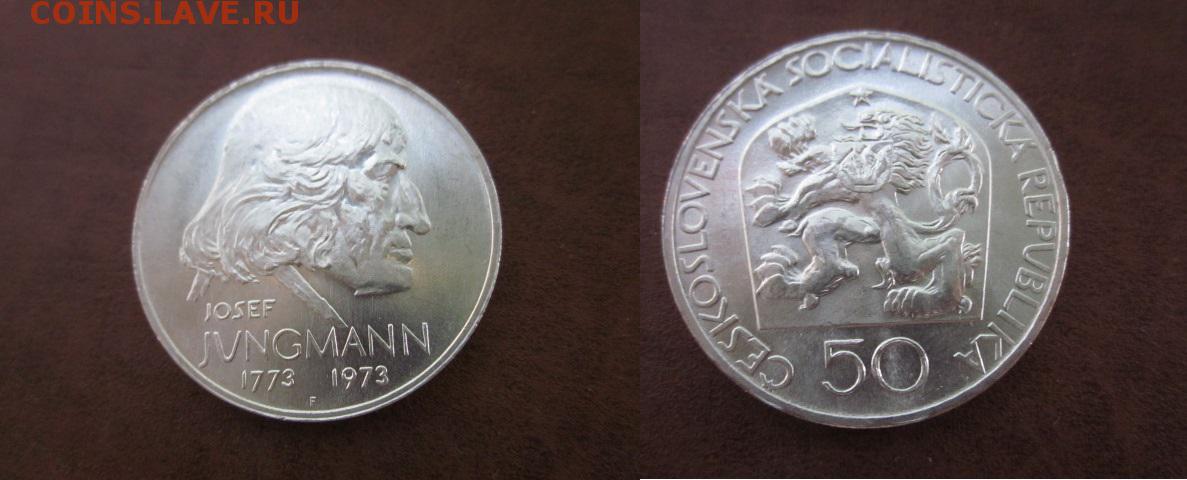 COINS.LAVE.RU
JOSEF
JVNGMANN
1773 1973
F
ČESKOSLOVENSKÁ SOCIALISTICKÁ REPUBLIKA
50